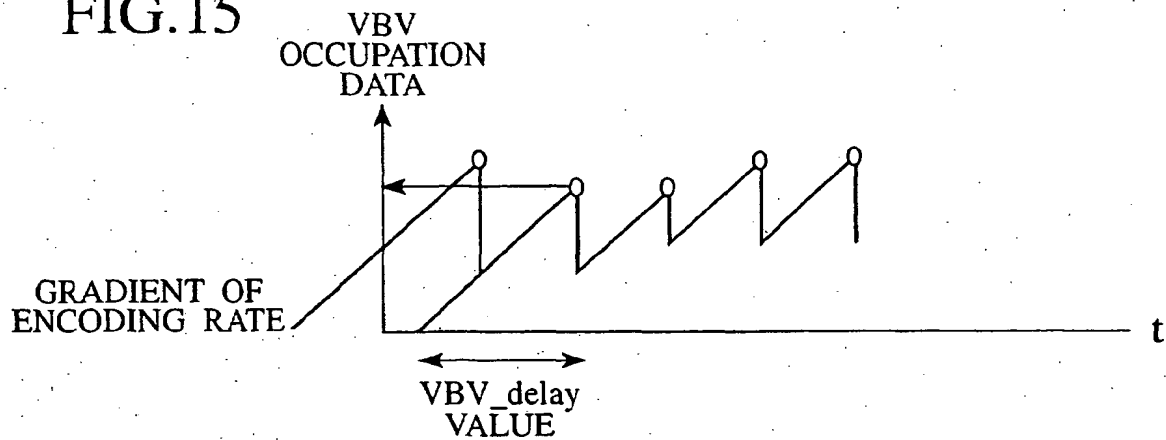 FIG.15
VBV
OCCUPATION
DATA
GRADIENT OF
ENCODING RATE
t
VBV_delay
VALUE